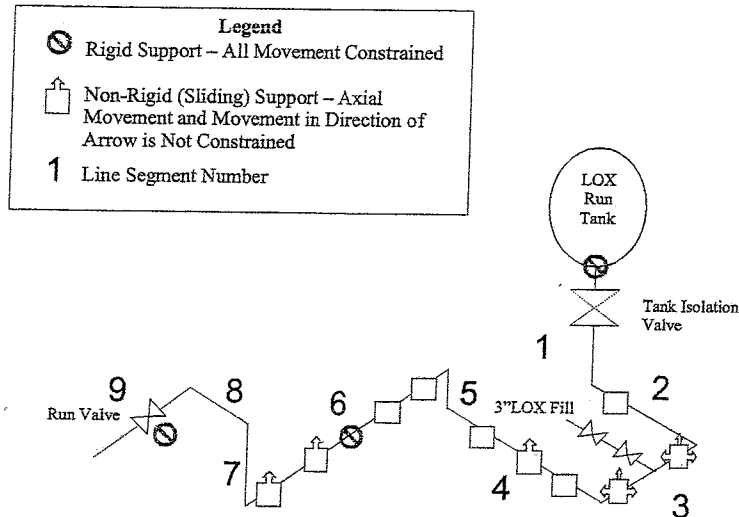 Legend
Rigid Support – All Movement Constrained
Non-Rigid (Sliding) Support – Axial
Movement and Movement in Direction of
Arrow is Not Constrained
1 Line Segment Number
LOX
Run
Tank
Tank Isolation
Valve
1
2
3"LOX Fill
3
4
5
6
7
8
9
Run Valve